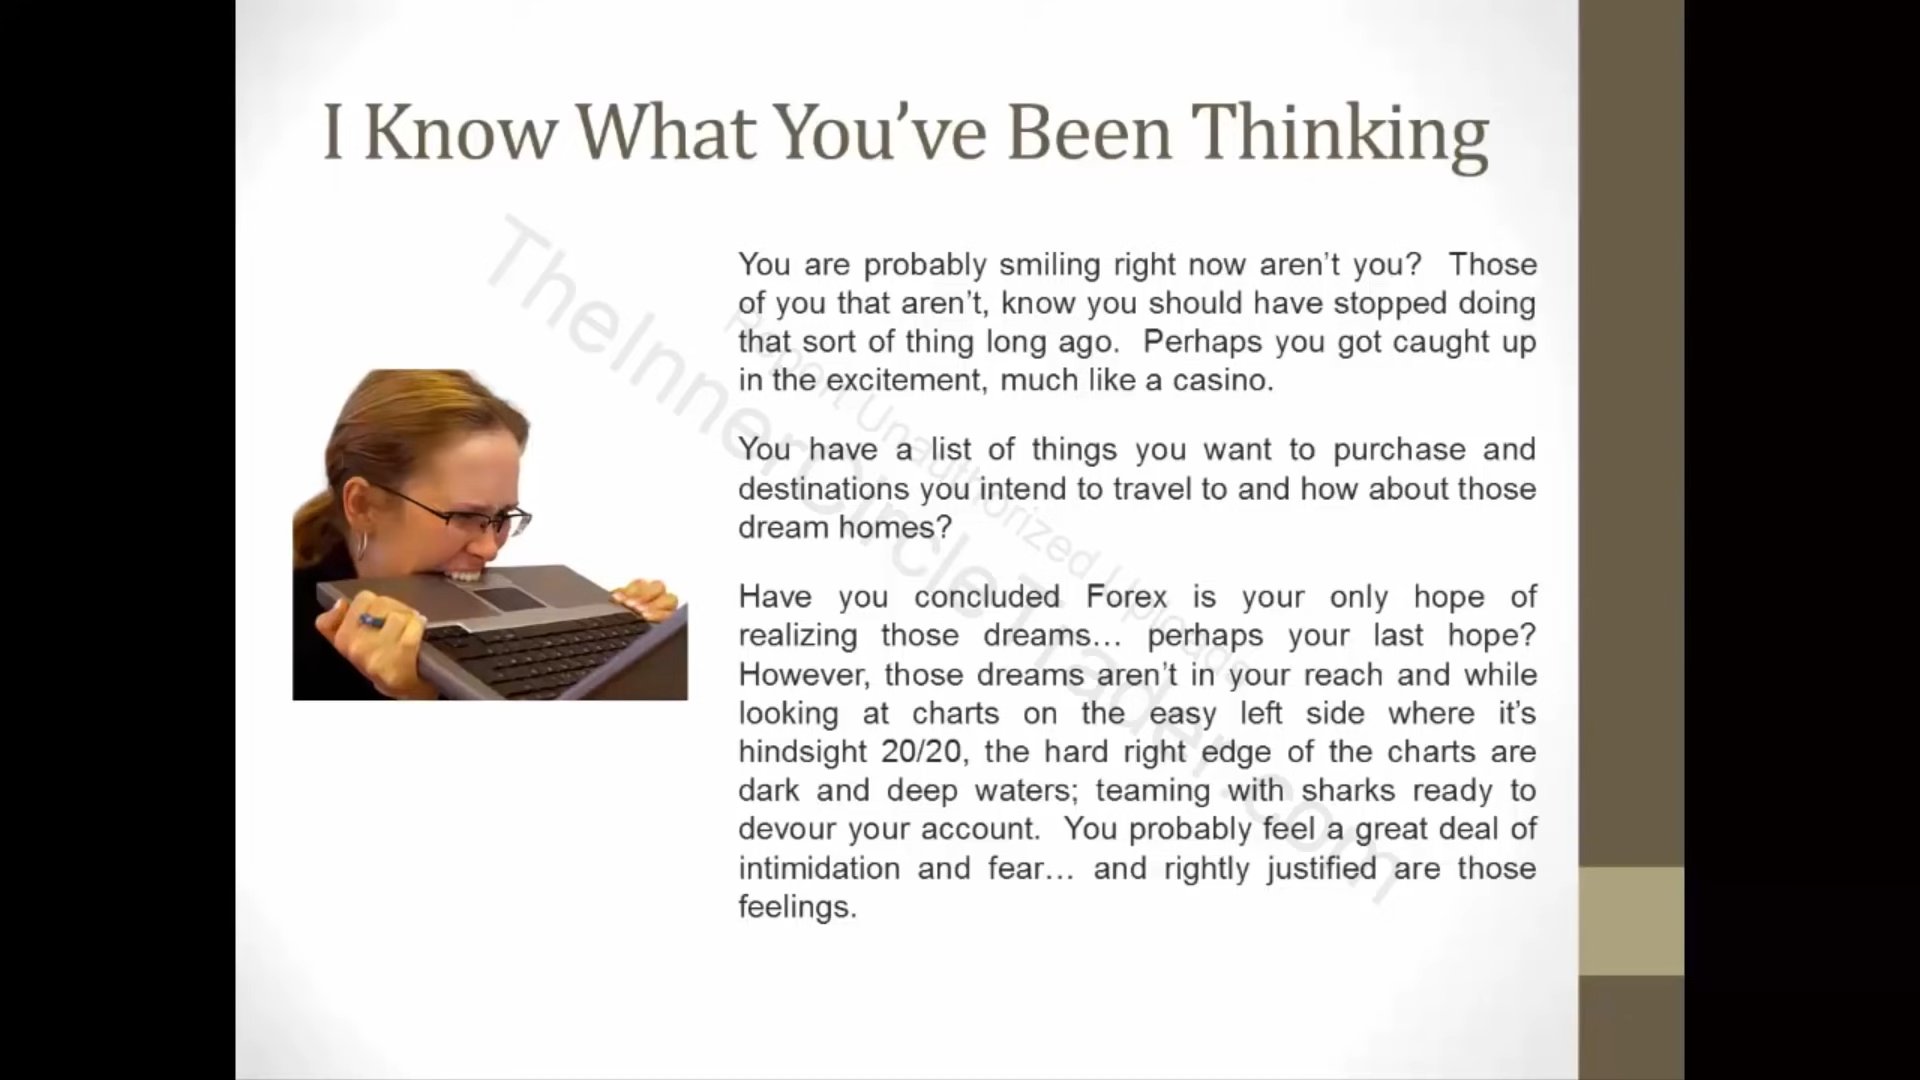 I Know What You’ve Been Thinking
You are probably smiling right now aren’t you?  Those
of you that aren’t, know you should have stopped doing
that sort of thing long ago.  Perhaps you got caught up
in the excitement, much like a casino.
You have a list of things you want to purchase and
destinations you intend to travel to and how about those
dream homes?
Have you concluded Forex is your only hope of
realizing those dreams… perhaps your last hope?
However, those dreams aren’t in your reach and while
looking at charts on the easy left side where it’s
hindsight 20/20, the hard right edge of the charts are
dark and deep waters; teaming with sharks ready to
devour your account.  You probably feel a great deal of
intimidation and fear… and rightly justified are those
feelings.
TheInnerCircleTrader.com
Report Unauthorized Uploads